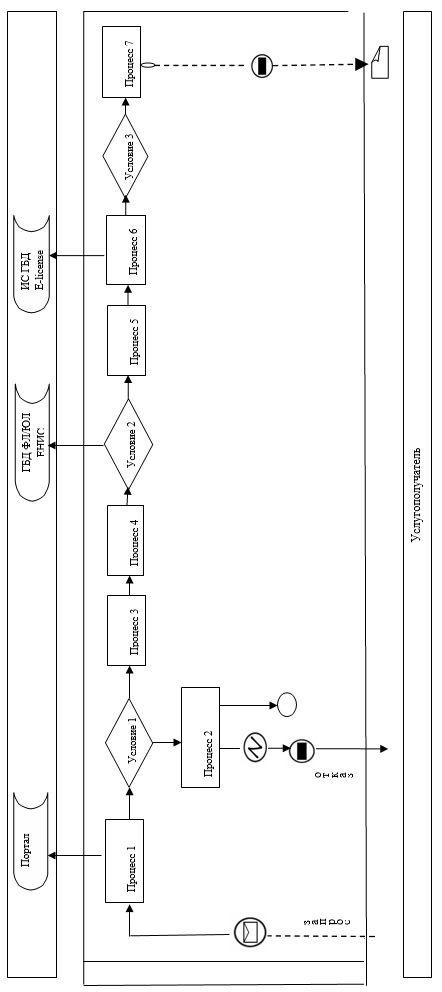 Портал
ГБД ФЛ/ЮЛ
ЕНИС
ИС ГБД
E-license
запрос
Процесс 1
Условие 1
Процесс 2
отказ
Процесс 3
Процесс 4
Условие 2
Процесс 5
Процесс 6
Условие 3
Процесс 7
Услугополучатель